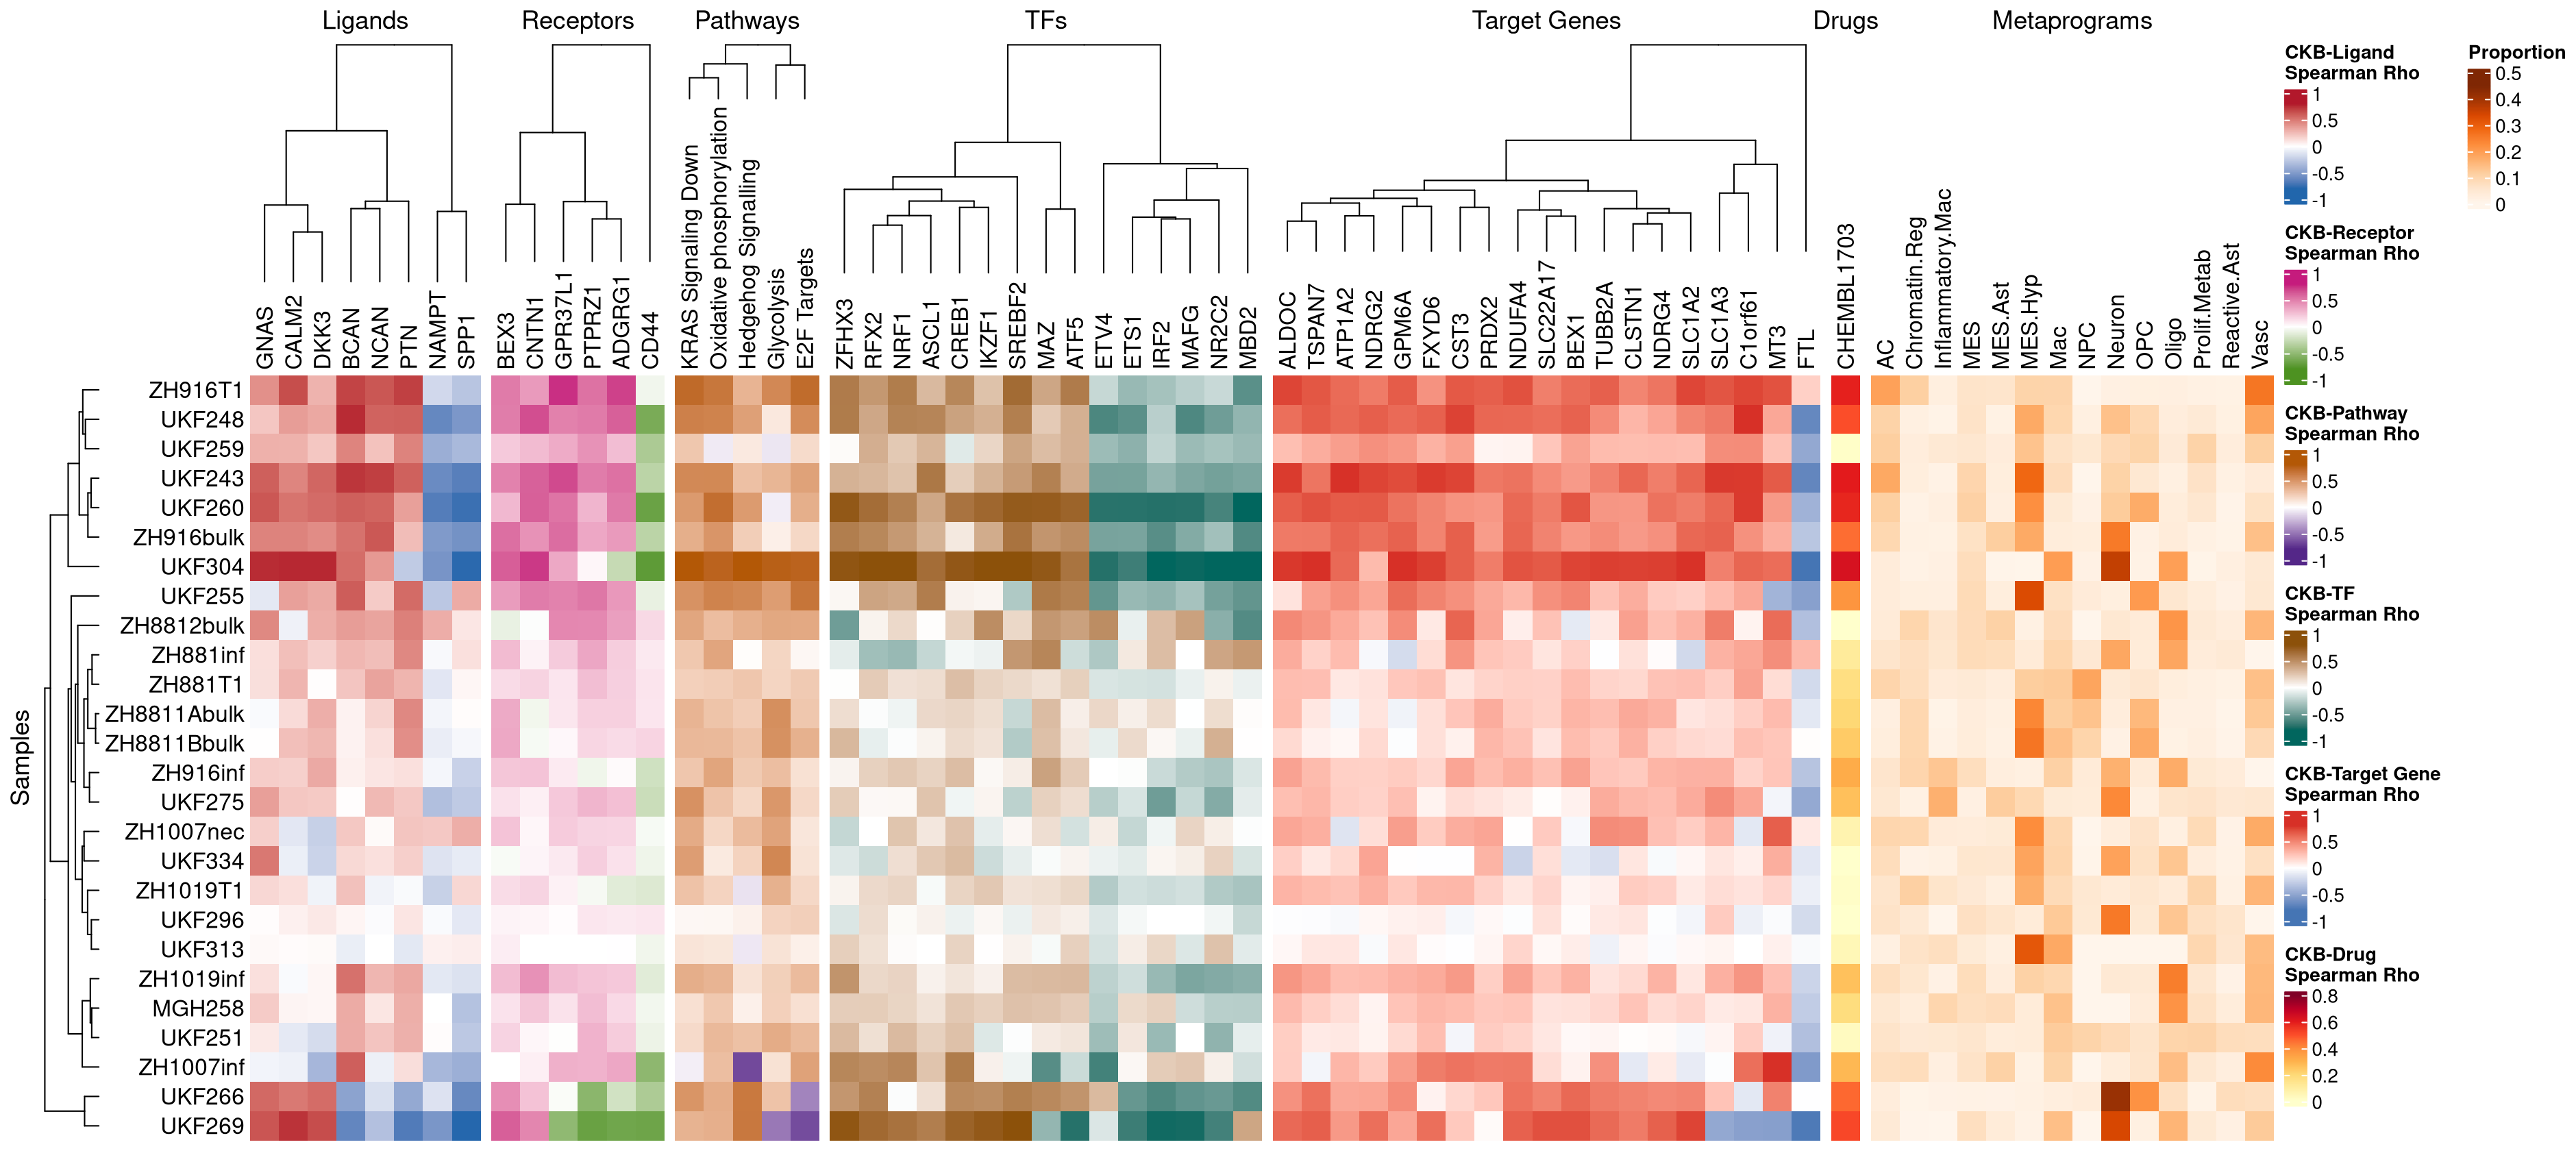 Ligands
Receptors
Pathways
TFs
Target Genes
Drugs
Metaprograms
GNAS
CALM2
DKK3
BCAN
NCAN
PTN
NAMPT
SPP1
BEX3
CNTN1
GPR37L1
PTPRZ1
ADGRG1
CD44
KRAS Signaling Down
Oxidative phosphorylation
Hedgehog Signalling
Glycolysis
E2F Targets
ZFHX3
RFX2
NRF1
ASCL1
CREB1
IKZF1
SREBF2
MAZ
ATF5
ETV4
ETS1
IRF2
MAFG
NR2C2
MBD2
ALDOC
TSPAN7
ATP1A2
NDRG2
GPM6A
FXYD6
CST3
PRDX2
NDUFA4
SLC22A17
BEX1
TUBB2A
CLSTN1
NDRG4
SLC1A2
SLC1A3
C1orf61
MT3
FTL
CHEMBL1703
AC
Chromatin.Reg
Inflammatory.Mac
MES
MES.Ast
MES.Hyp
Mac
NPC
Neuron
OPC
Oligo
Prolif.Metab
Reactive.Ast
Vasc
Samples
ZH916T1
UKF248
UKF259
UKF243
UKF260
ZH916bulk
UKF304
UKF255
ZH8812bulk
ZH881inf
ZH881T1
ZH8811Abulk
ZH8811Bbulk
ZH916inf
UKF275
ZH1007nec
UKF334
ZH1019T1
UKF296
UKF313
ZH1019inf
MGH258
UKF251
ZH1007inf
UKF266
UKF269
CKB-Ligand
Spearman Rho
1
0.5
0
-0.5
-1
CKB-Receptor
Spearman Rho
1
0.5
0
-0.5
-1
CKB-Pathway
Spearman Rho
1
0.5
0
-0.5
-1
CKB-TF
Spearman Rho
1
0.5
0
-0.5
-1
CKB-Target Gene
Spearman Rho
1
0.5
0
-0.5
-1
CKB-Drug
Spearman Rho
0.8
0.6
0.4
0.2
0
Proportion
0.5
0.4
0.3
0.2
0.1
0